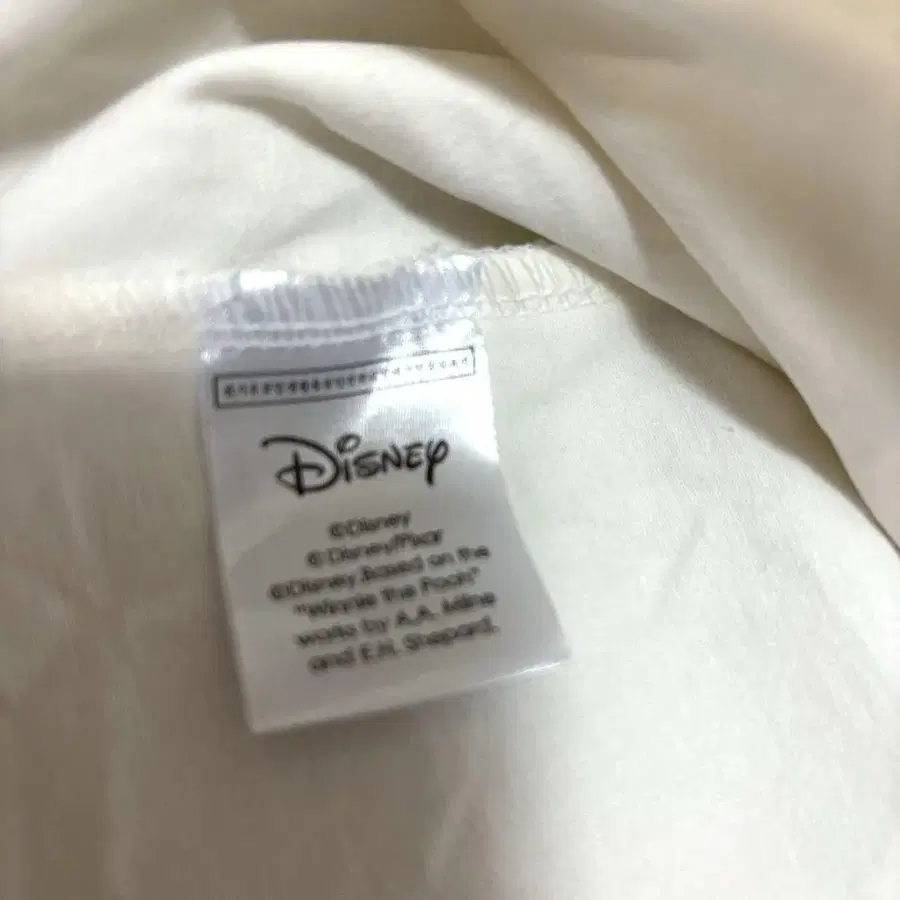 Disney
©Disney
©Disney/Pixar
©Disney. Based on the
"Winnie the Pooh"
works by A.A. Milne
and E.H. Shepard.